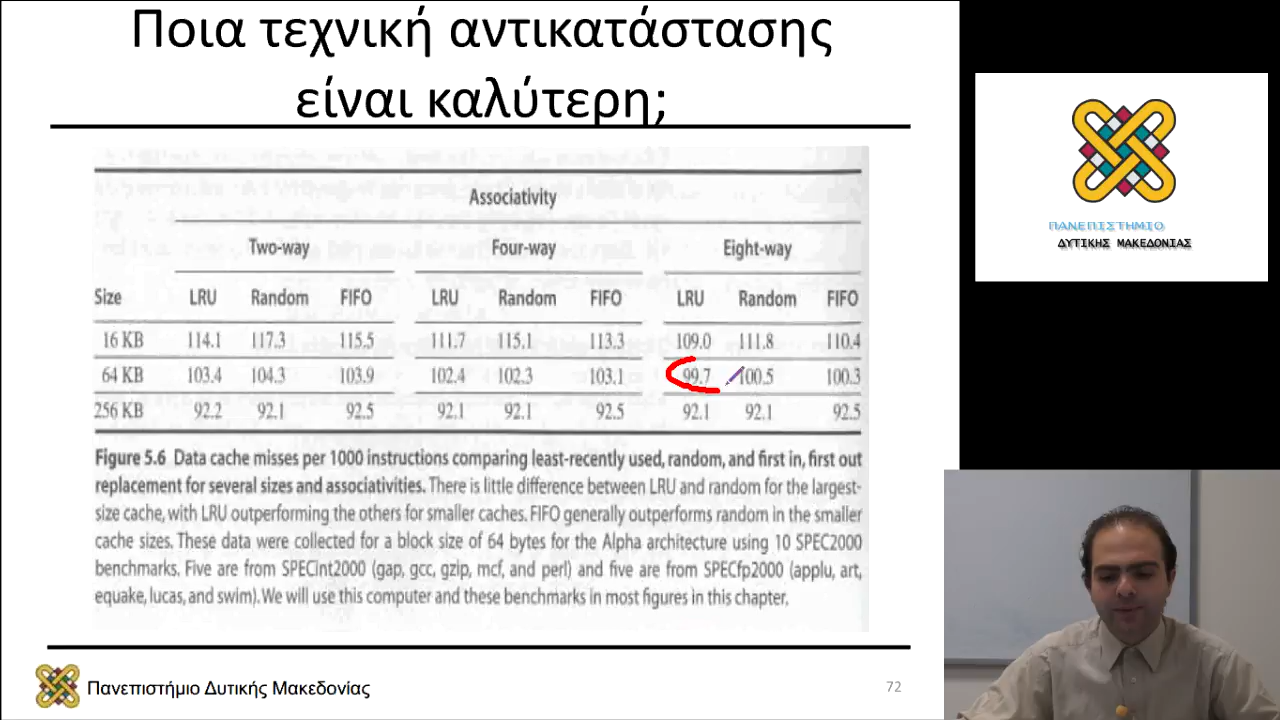 Ποια τεχνική αντικατάστασης
είναι καλύτερη;
Associativity
Two-way Four-way Eight-way
Size LRU Random FIFO LRU Random FIFO LRU Random FIFO
16 KB 114.1 117.3 115.5 111.7 115.1 113.3 109.0 111.8 110.4
64 KB 103.4 104.3 103.9 102.4 102.3 103.1 99.7 100.5 100.3
256 KB 92.2 92.1 92.5 92.1 92.1 92.5 92.1 92.1 92.5
Figure 5.6 Data cache misses per 1000 instructions comparing least-recently used, random, and first in, first out
replacement for several sizes and associativities. There is little difference between LRU and random for the largest-
size cache, with LRU outperforming the others for smaller caches. FIFO generally outperforms random in the smaller
cache sizes. These data were collected for a block size of 64 bytes for the Alpha architecture using 10 SPEC2000
benchmarks. Five are from SPECint2000 (gap, gcc, gzip, mcf, and perl) and five are from SPECfp2000 (applu, art,
equake, lucas, and swim). We will use this computer and these benchmarks in most figures in this chapter.
Πανεπιστήμιο Δυτικής Μακεδονίας
72
ΠΑΝΕΠΙΣΤΗΜΙΟ
ΔΥΤΙΚΗΣ ΜΑΚΕΔΟΝΙΑΣ